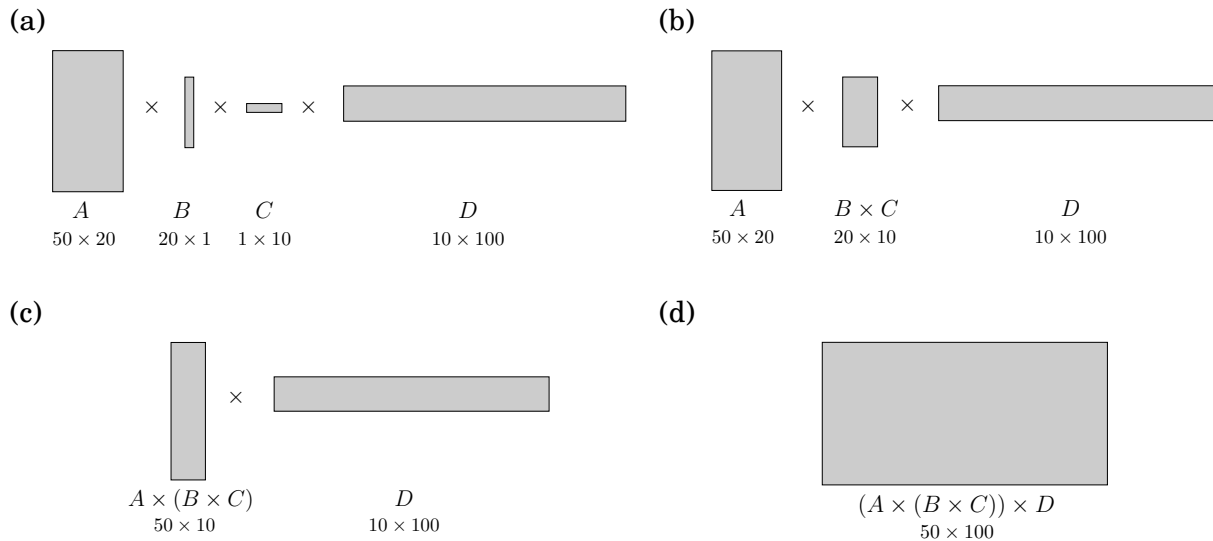 (a)
× × ×
A B C D
50 × 20 20 × 1 1 × 10 10 × 100
(b)
× ×
A B × C D
50 × 20 20 × 10 10 × 100
(c)
×
A × (B × C) D
50 × 10 10 × 100
(d)
(A × (B × C)) × D
50 × 100